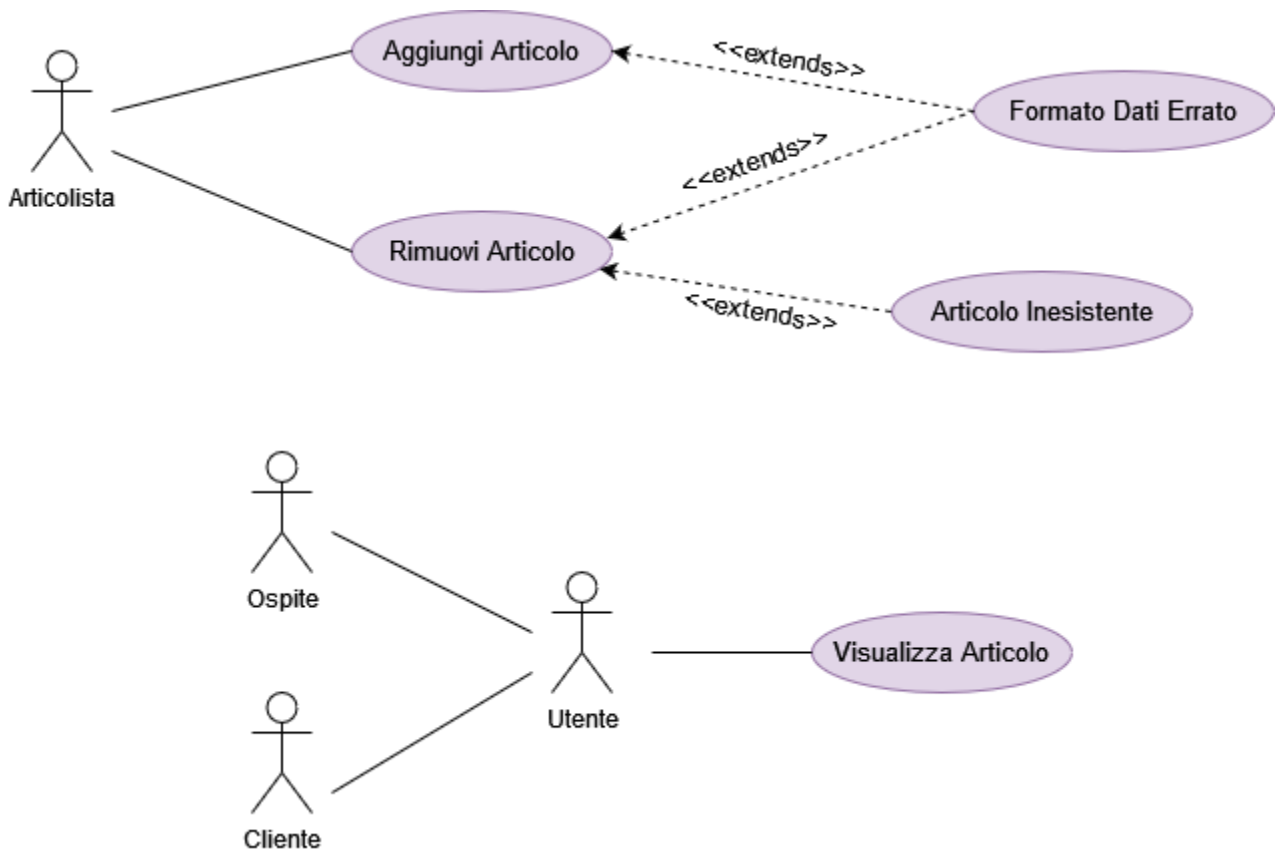 Aggiungi Articolo
<<extends>>
Formato Dati Errato
<<extends>>
Articolista
Rimuovi Articolo
<<extends>>
Articolo Inesistente
Ospite
Visualizza Articolo
Utente
Cliente